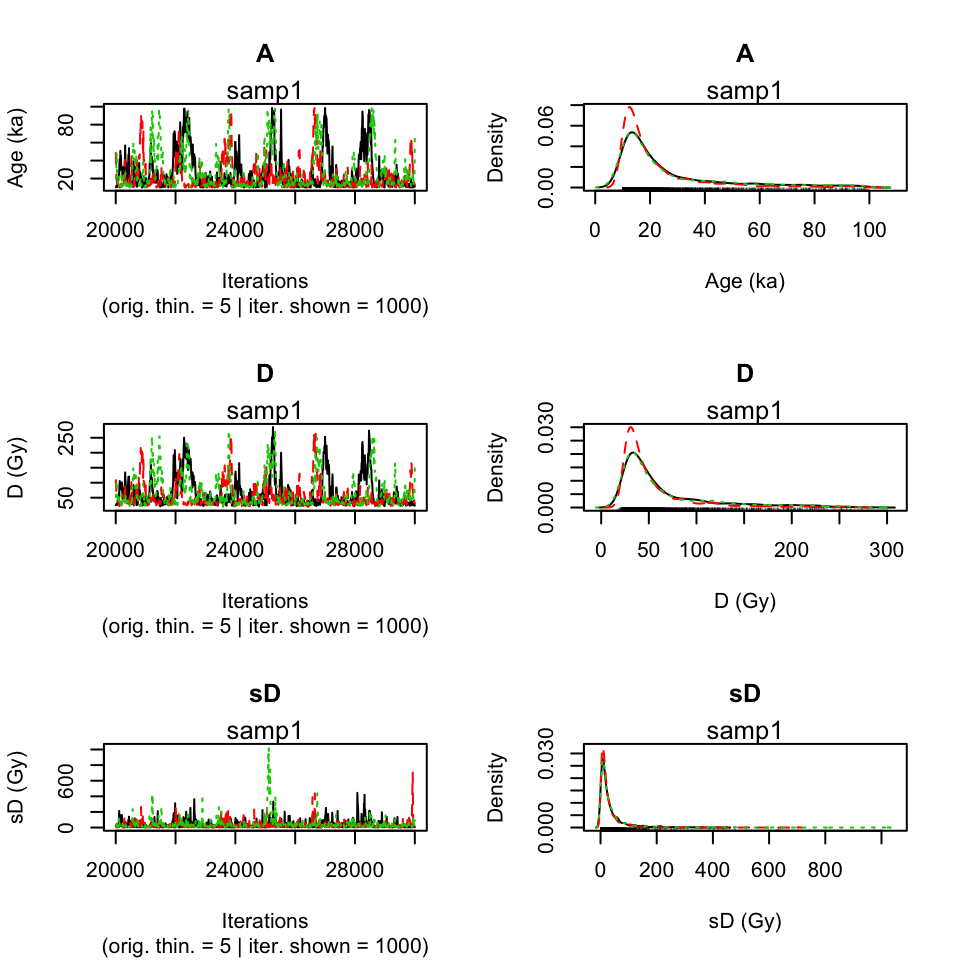 A
samp1
Age (ka)
20 80
20000 24000 28000
Iterations
(orig. thin. = 5 | iter. shown = 1000)
A
samp1
Density
0.00 0.06
0 20 40 60 80 100
Age (ka)
D
samp1
D (Gy)
50 250
20000 24000 28000
Iterations
(orig. thin. = 5 | iter. shown = 1000)
D
samp1
Density
0.000 0.030
0 50 100 200 300
D (Gy)
sD
samp1
sD (Gy)
0 600
20000 24000 28000
Iterations
(orig. thin. = 5 | iter. shown = 1000)
sD
samp1
Density
0.000 0.030
0 200 400 600 800
sD (Gy)